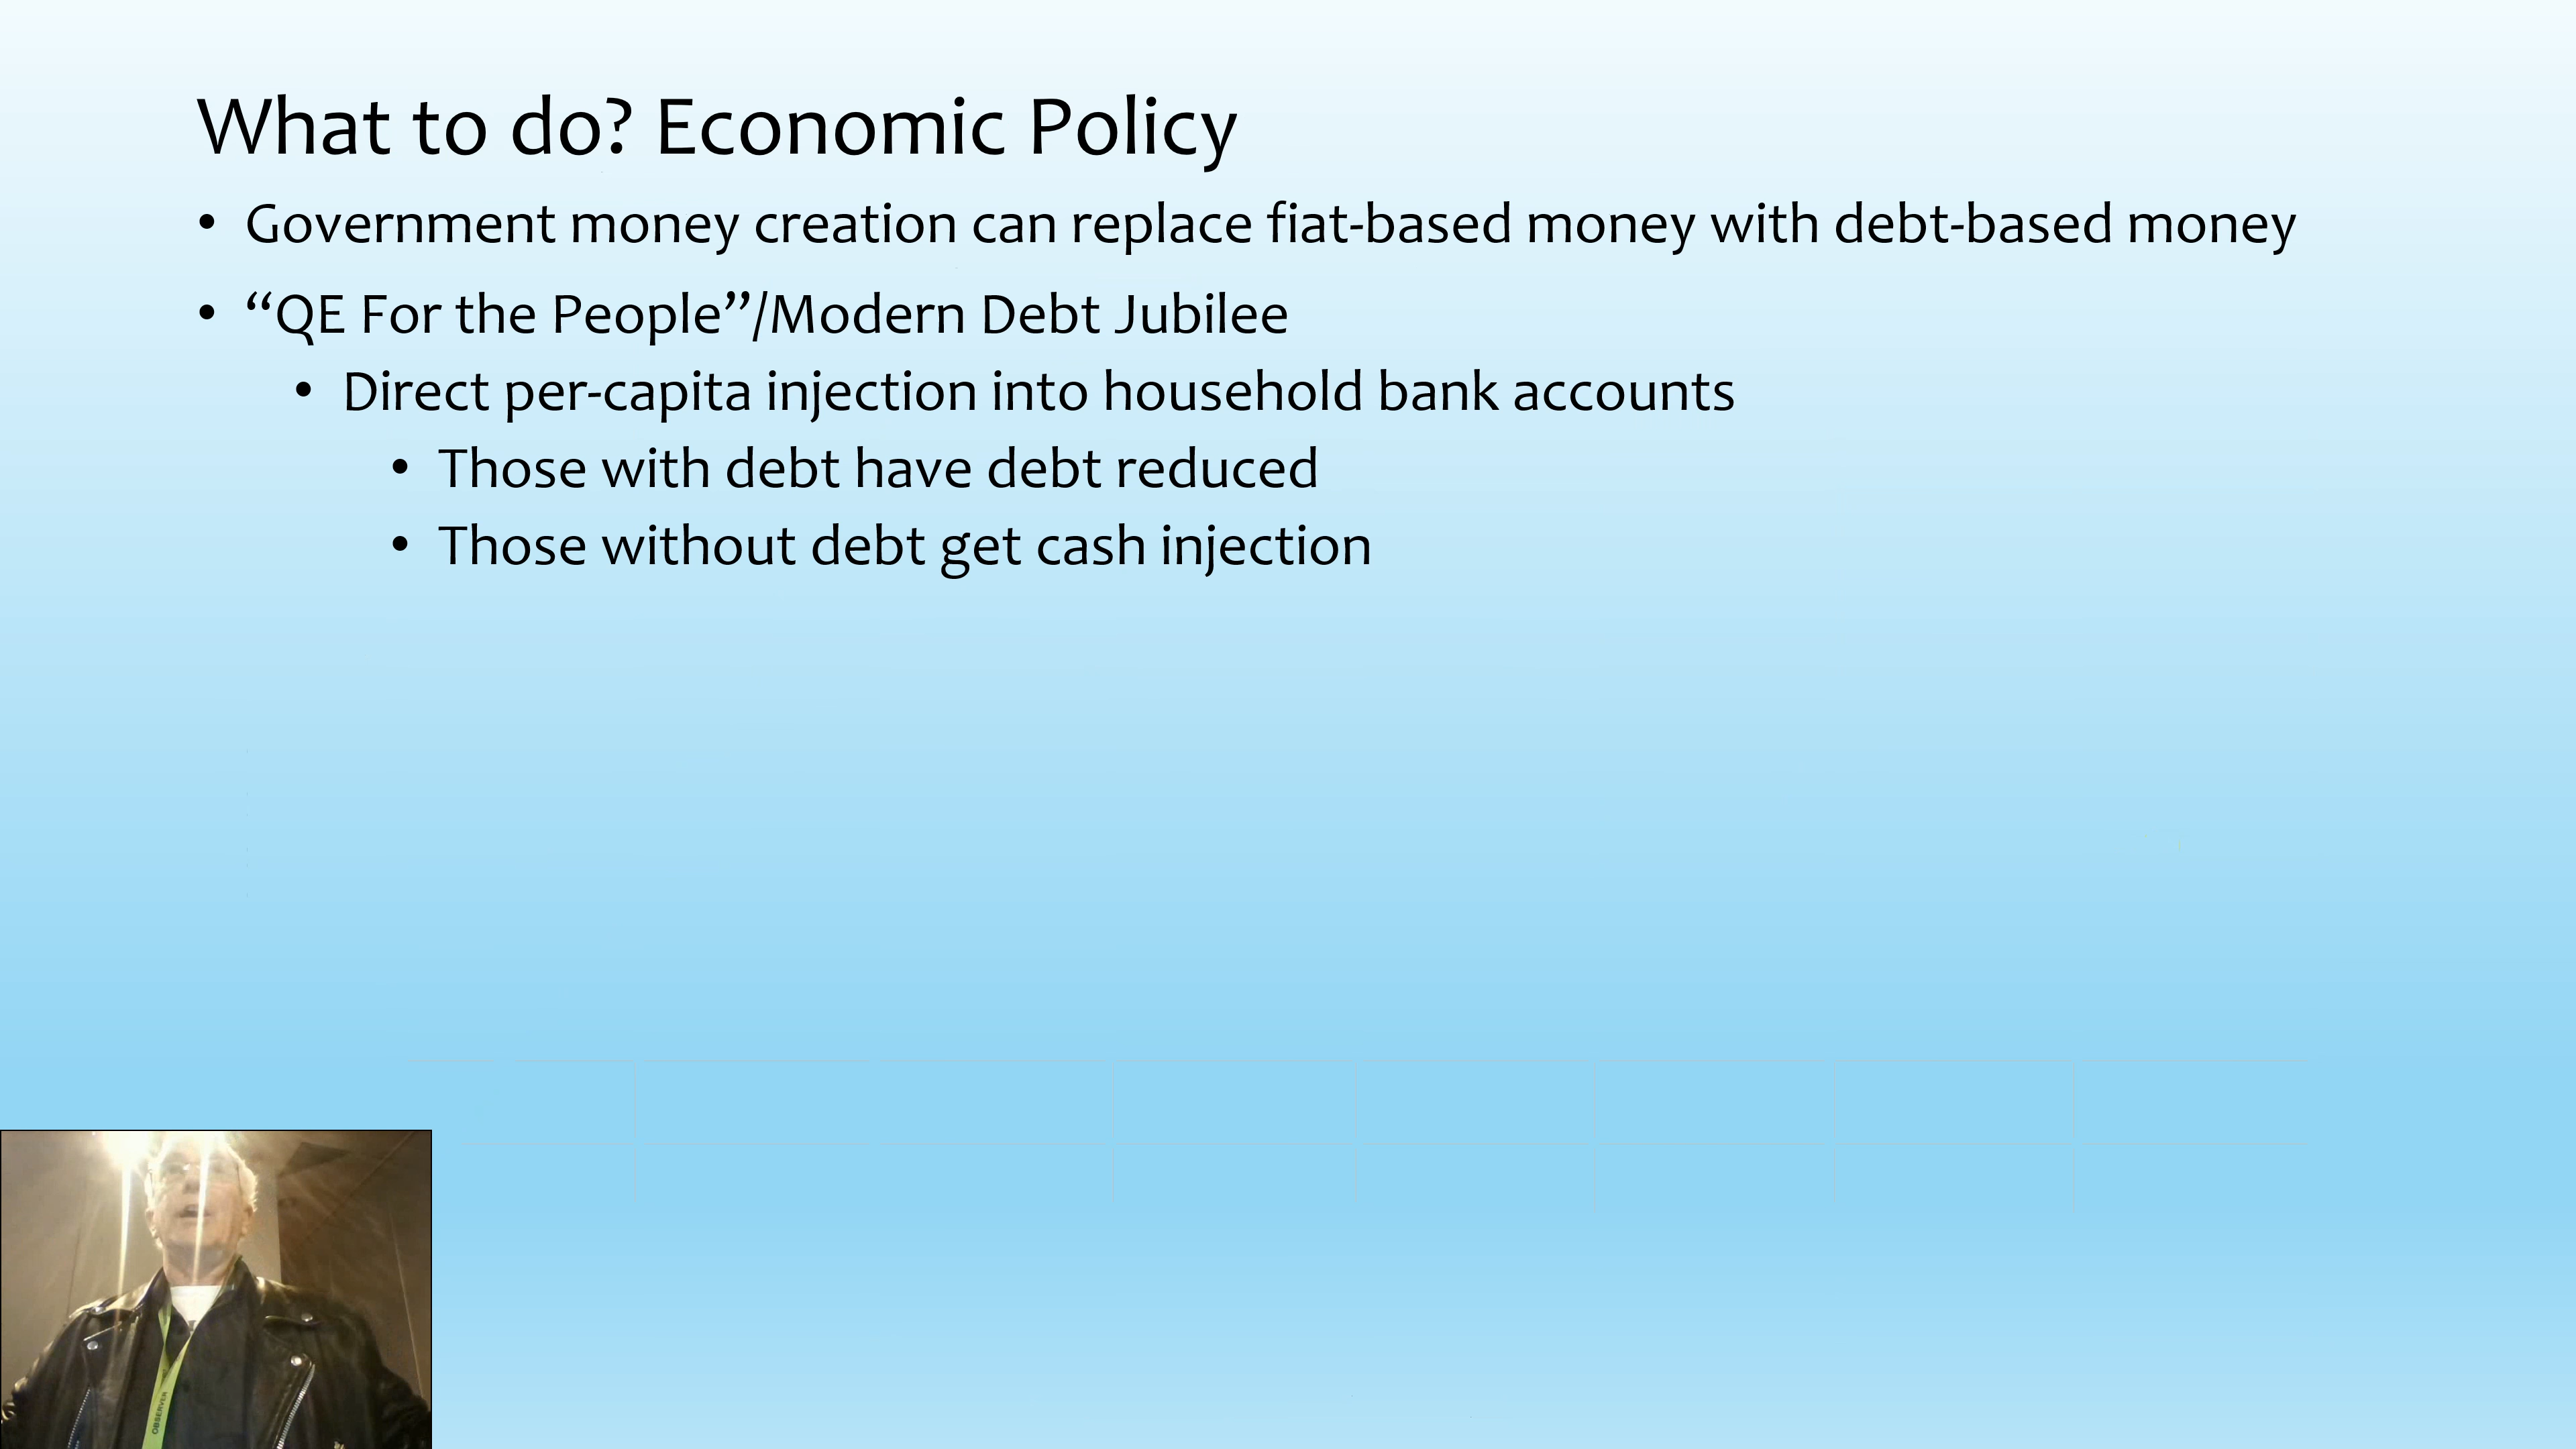 What to do? Economic Policy
• Government money creation can replace fiat-based money with debt-based money
• “QE For the People”/Modern Debt Jubilee
• Direct per-capita injection into household bank accounts
• Those with debt have debt reduced
• Those without debt get cash injection
OBSERVER